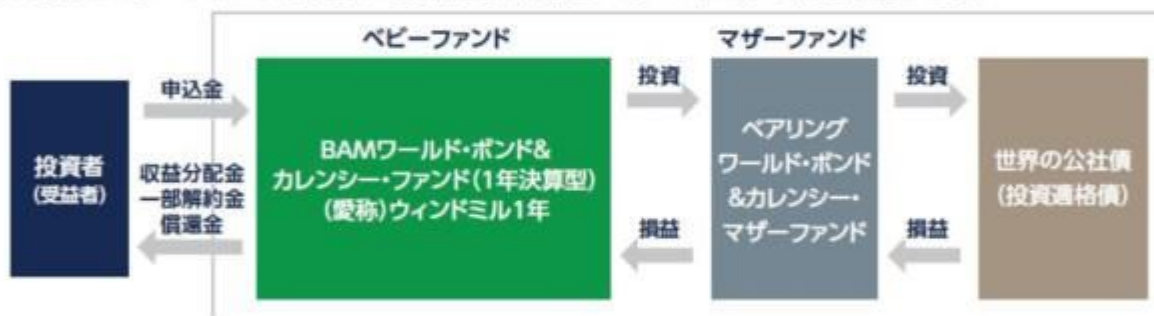 ベビーファンド
マザーファンド
投資者
(受益者)
申込金
収益分配金
一部解約金
償還金
BAMワールド・ボンド&
カレンシー・ファンド(1年決算型)
(愛称)ウィンドミル1年
投資
損益
ベアリング
ワールド・ボンド
&カレンシー・
マザーファンド
投資
損益
世界の公社債
(投資適格債)